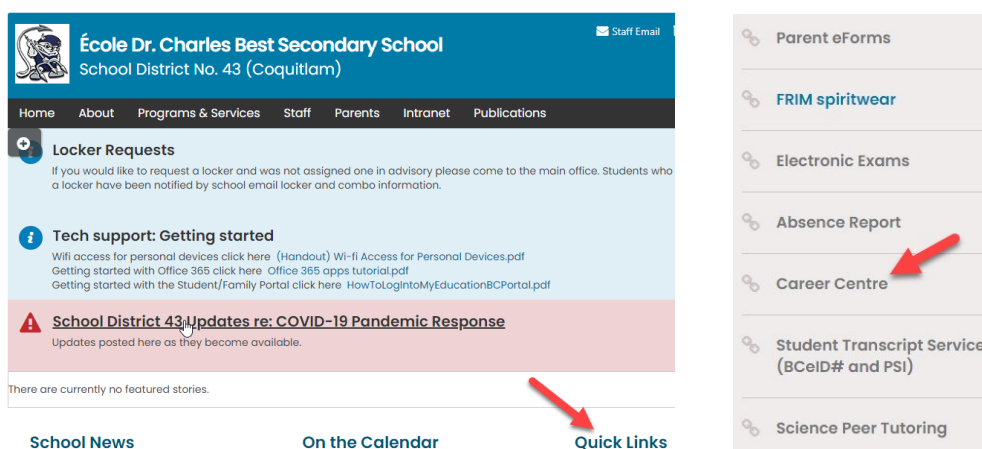 École Dr. Charles Best Secondary School
School District No. 43 (Coquitlam)
Staff Email
Home About Programs & Services Staff Parents Intranet Publications
Locker Requests
If you would like to request a locker and was not assigned one in advisory please come to the main office. Students who
a locker have been notified by school email locker and combo information.
Tech support: Getting started
Wifi access for personal devices click here (Handout) Wi-fi Access for Personal Devices.pdf
Getting started with Office 365 click here Office 365 apps tutorial.pdf
Getting started with the Student/Family Portal click here HowToLogIntoMyEducationBCPortal.pdf
School District 43 Updates re: COVID-19 Pandemic Response
Updates posted here as they become available.
There are currently no featured stories.
School News On the Calendar Quick Links
Parent eForms
FRIM spiritwear
Electronic Exams
Absence Report
Career Centre
Student Transcript Service
(BCeID# and PSI)
Science Peer Tutoring